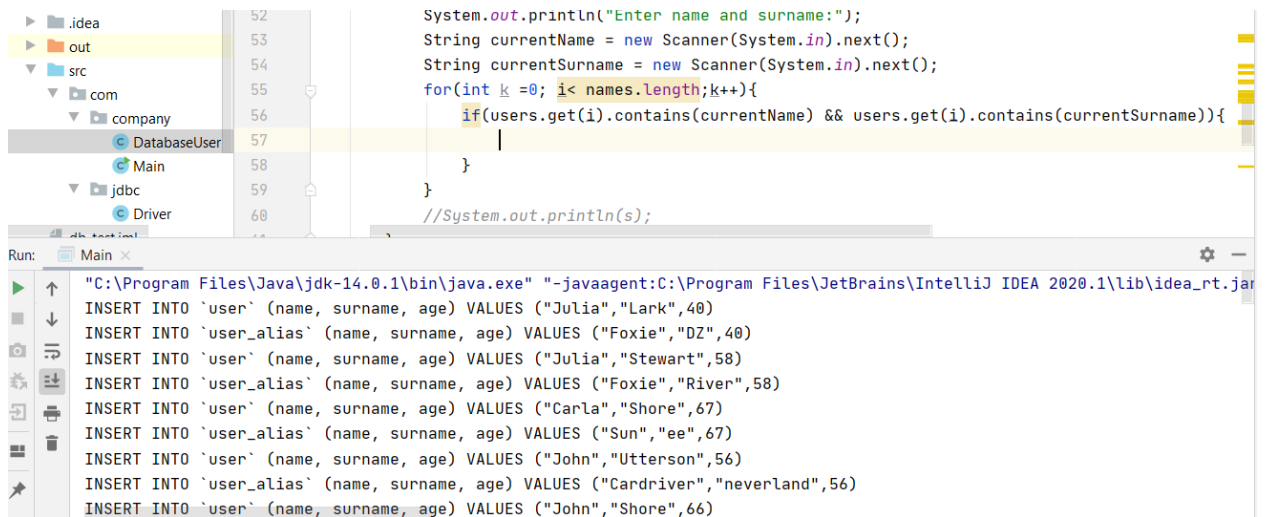 .idea
out
src
com
company
DatabaseUser
Main
jdbc
Driver
db-test.iml
52 System.out.println("Enter name and surname:");
53 String currentName = new Scanner(System.in).next();
54 String currentSurname = new Scanner(System.in).next();
55 for(int k =0; i< names.length;k++){
56 if(users.get(i).contains(currentName) && users.get(i).contains(currentSurname)){
57
58 }
59 }
60 //System.out.println(s);
Run: Main ×
"C:\Program Files\Java\jdk-14.0.1\bin\java.exe" "-javaagent:C:\Program Files\JetBrains\IntelliJ IDEA 2020.1\lib\idea_rt.jar
INSERT INTO `user` (name, surname, age) VALUES ("Julia","Lark",40)
INSERT INTO `user_alias` (name, surname, age) VALUES ("Foxie","DZ",40)
INSERT INTO `user` (name, surname, age) VALUES ("Julia","Stewart",58)
INSERT INTO `user_alias` (name, surname, age) VALUES ("Foxie","River",58)
INSERT INTO `user` (name, surname, age) VALUES ("Carla","Shore",67)
INSERT INTO `user_alias` (name, surname, age) VALUES ("Sun","ee",67)
INSERT INTO `user` (name, surname, age) VALUES ("John","Utterson",56)
INSERT INTO `user_alias` (name, surname, age) VALUES ("Cardriver","neverland",56)
INSERT INTO `user` (name, surname, age) VALUES ("John","Shore",66)